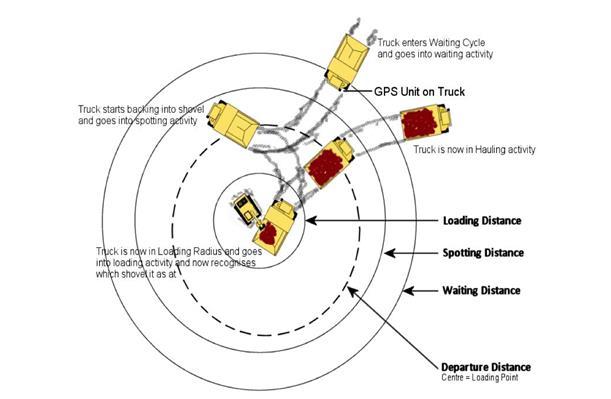 Truck enters Waiting Cycle
and goes into waiting activity
GPS Unit on Truck
Truck starts backing into shovel
and goes into spotting activity
Truck is now in Hauling activity
Loading Distance
Truck is now in Loading Radius and goes
into loading activity and now recognises
which shovel it as at
Spotting Distance
Waiting Distance
Departure Distance
Centre = Loading Point